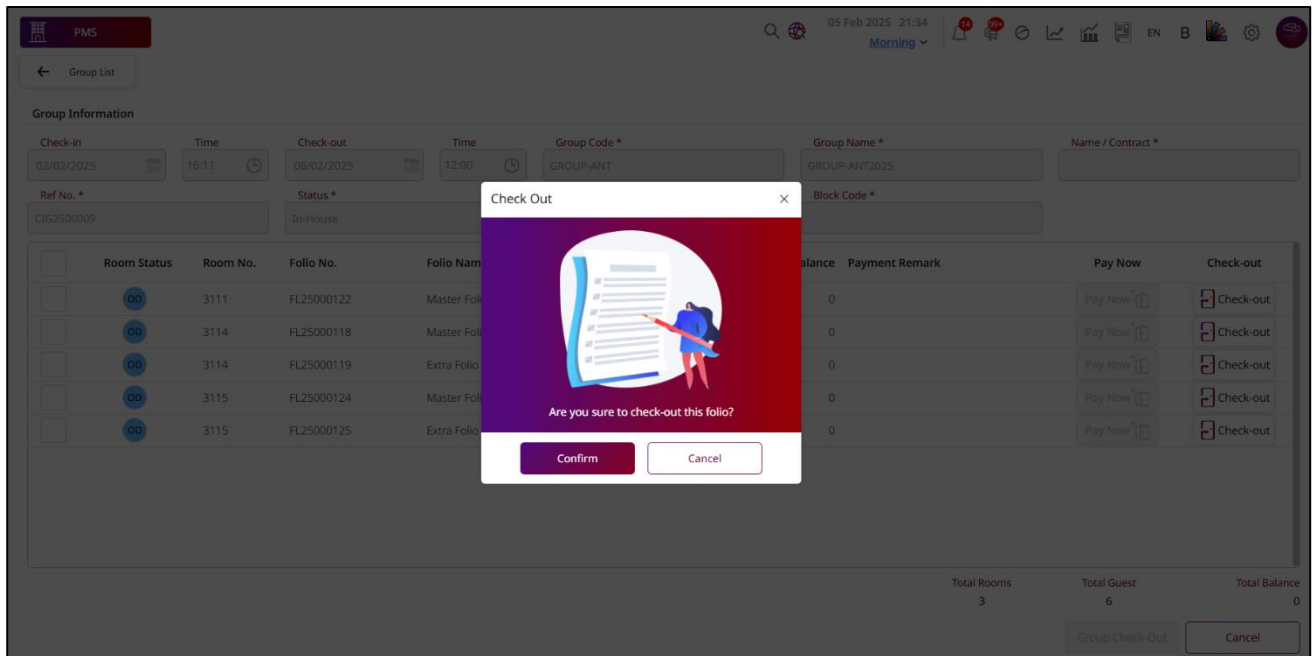 PMS
05 Feb 2025 21:34
Morning
14
99+
EN
B
Group List
Group Information
Check-in Time Check-out Time Group Code * Group Name * Name / Contract *
02/02/2025 16:11 06/02/2025 12:00 GROUP-ANT GROUP-ANT2025
Ref No. * Status * Block Code *
CIG2500009 In-House
Room Status Room No. Folio No. Folio Nam alance Payment Remark Pay Now Check-out
OD 3111 FL25000122 Master Foli 0 Pay Now Check-out
OD 3114 FL25000118 Master Foli 0 Pay Now Check-out
OD 3114 FL25000119 Extra Folio 0 Pay Now Check-out
OD 3115 FL25000124 Master Foli 0 Pay Now Check-out
OD 3115 FL25000125 Extra Folio 0 Pay Now Check-out
Check Out
Are you sure to check-out this folio?
Confirm Cancel
Total Rooms Total Guest Total Balance
3 6 0
Group Check-Out Cancel